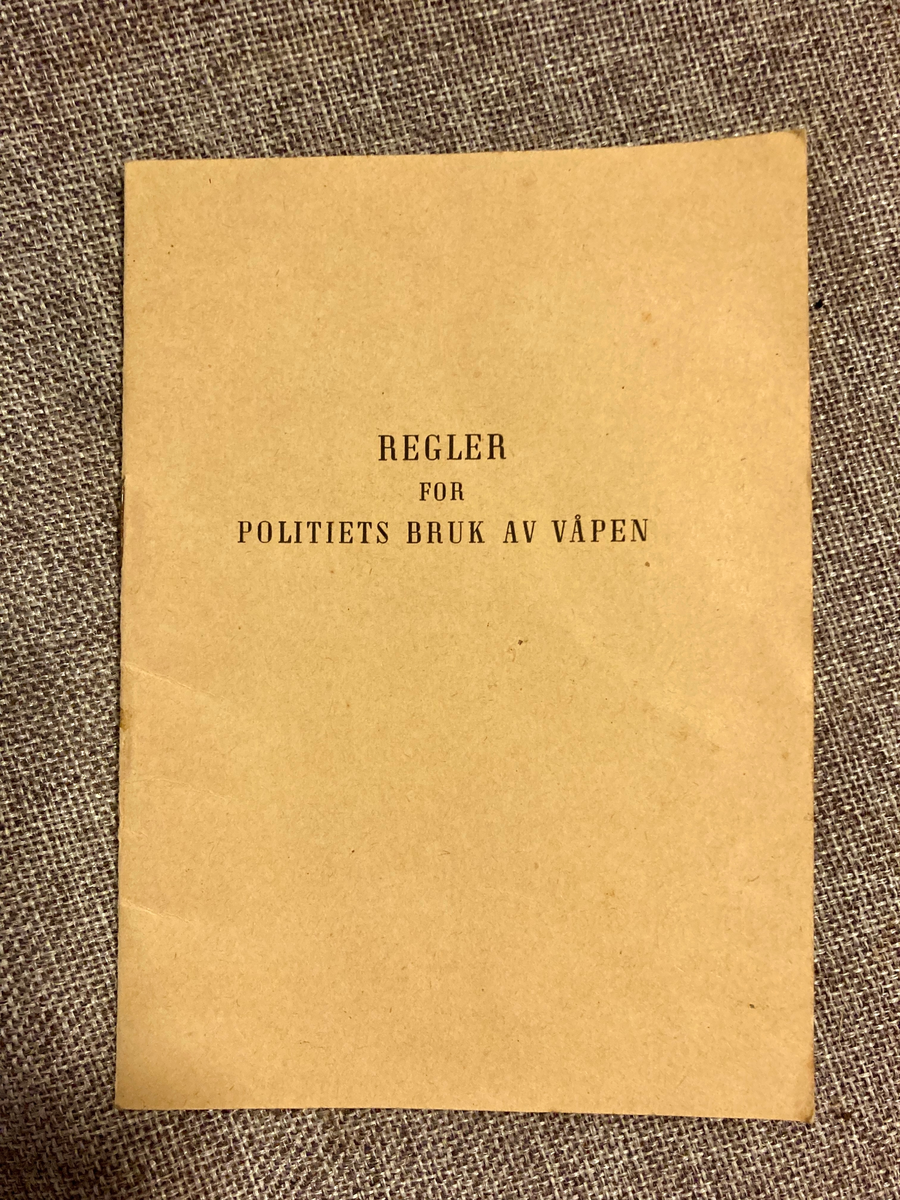 REGLER
FOR
POLITIETS BRUK AV VÅPEN